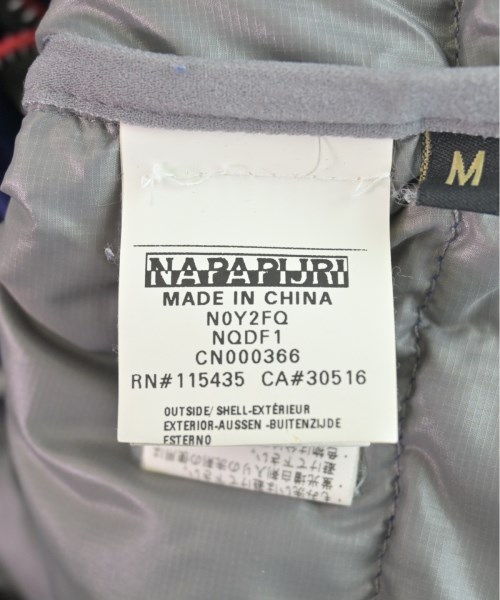 M
NAPAPIJRI
MADE IN CHINA
N0Y2FQ
NQDF1
CN000366
RN#115435 CA#30516
OUTSIDE/ SHELL-EXTÉRIEUR
EXTERIOR-AUSSEN -BUITENZIJDE
ESTERNO